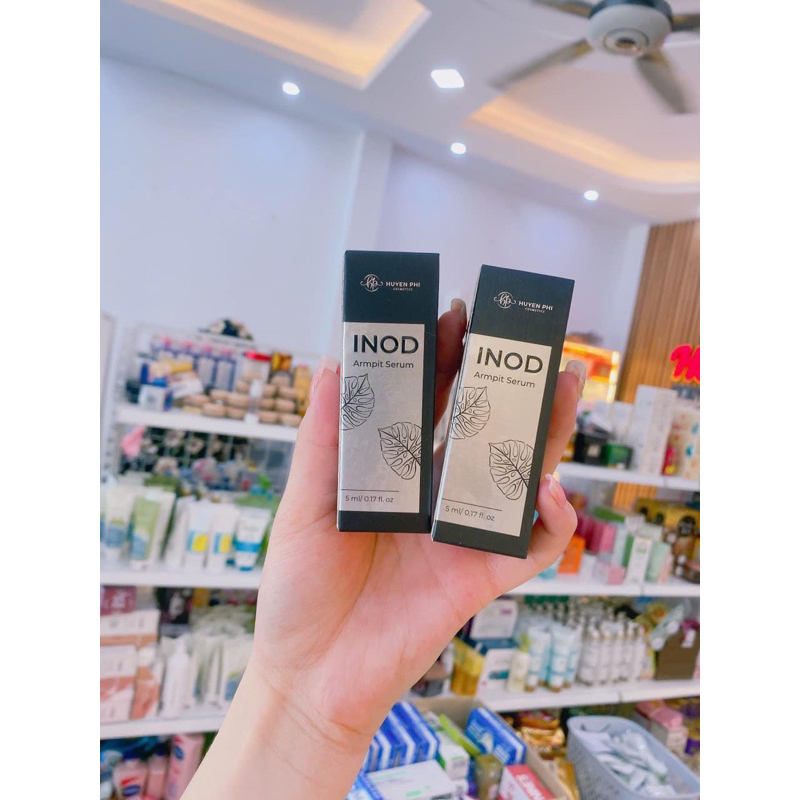 HUYEN PHI
COSMETICS
INOD
Armpit Serum
5 ml/ 0.17 fl. oz
HUYEN PHI
COSMETICS
INOD
Armpit Serum
5 ml/ 0.17 fl. oz